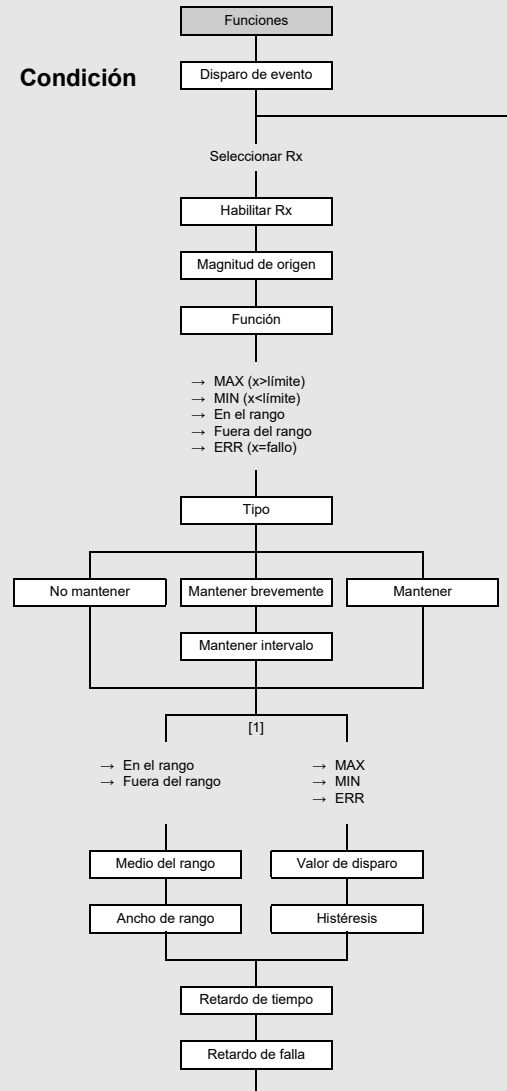 Funciones
Condición
Disparo de evento
Seleccionar Rx
Habilitar Rx
Magnitud de origen
Función
→ MAX (x>límite)
→ MIN (x<límite)
→ En el rango
→ Fuera del rango
→ ERR (x=fallo)
Tipo
No mantener
Mantener brevemente
Mantener
Mantener intervalo
[1]
→ En el rango
→ Fuera del rango
→ MAX
→ MIN
→ ERR
Medio del rango
Valor de disparo
Ancho de rango
Histéresis
Retardo de tiempo
Retardo de falla